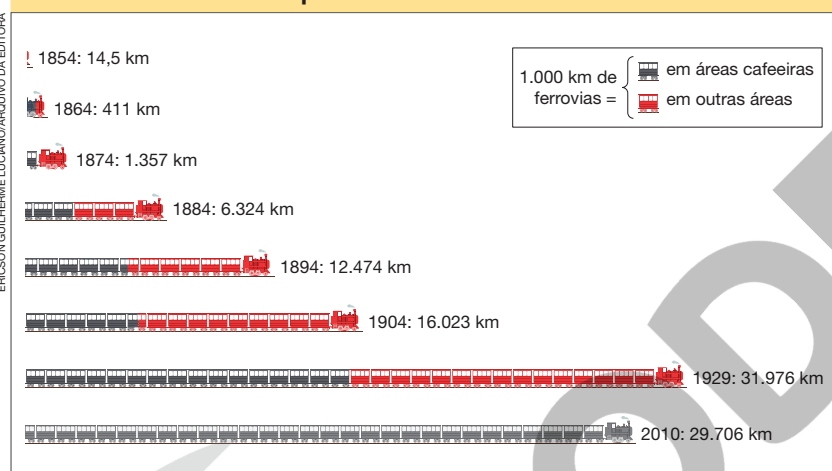 ERICSON GUILHERME LUCIANO/ARQUIVO DA EDITORA
1854: 14,5 km
1.000 km de
ferrovias =
em áreas cafeeiras
em outras áreas
1864: 411 km
1874: 1.357 km
1884: 6.324 km
1894: 12.474 km
1904: 16.023 km
1929: 31.976 km
2010: 29.706 km